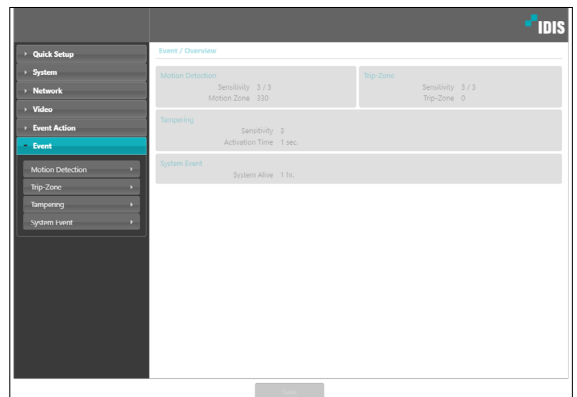 IDIS
Quick Setup
System
Network
Video
Event Action
Event
Motion Detection
Trip-Zone
Tampering
System Event
Event / Overview
Motion Detection
Sensitivity 3 / 3
Motion Zone 330
Trip-Zone
Sensitivity 3 / 3
Trip-Zone 0
Tampering
Sensitivity 3
Activation Time 1 sec.
System Event
System Alive 1 hr.
Save